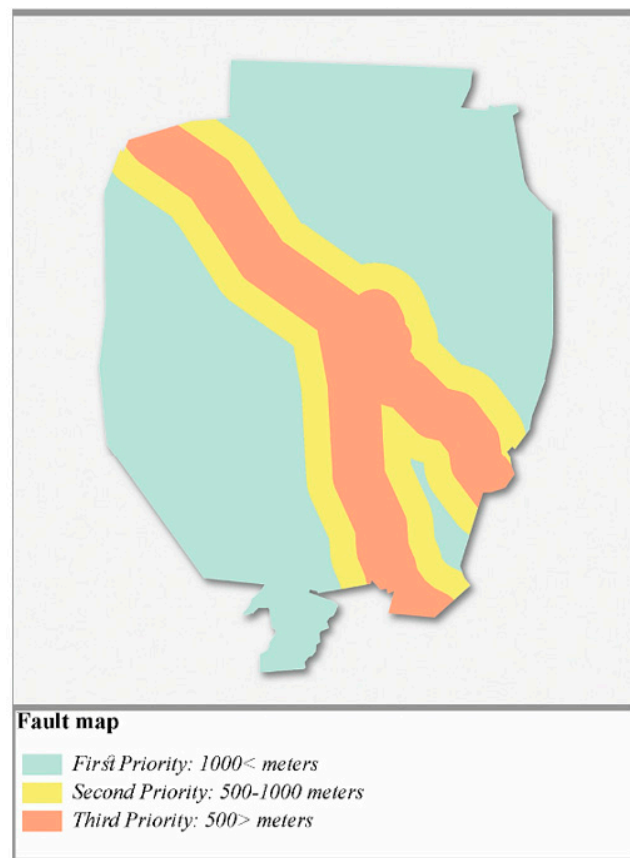 Fault map
First Priority: 1000< meters
Second Priority: 500-1000 meters
Third Priority: 500> meters